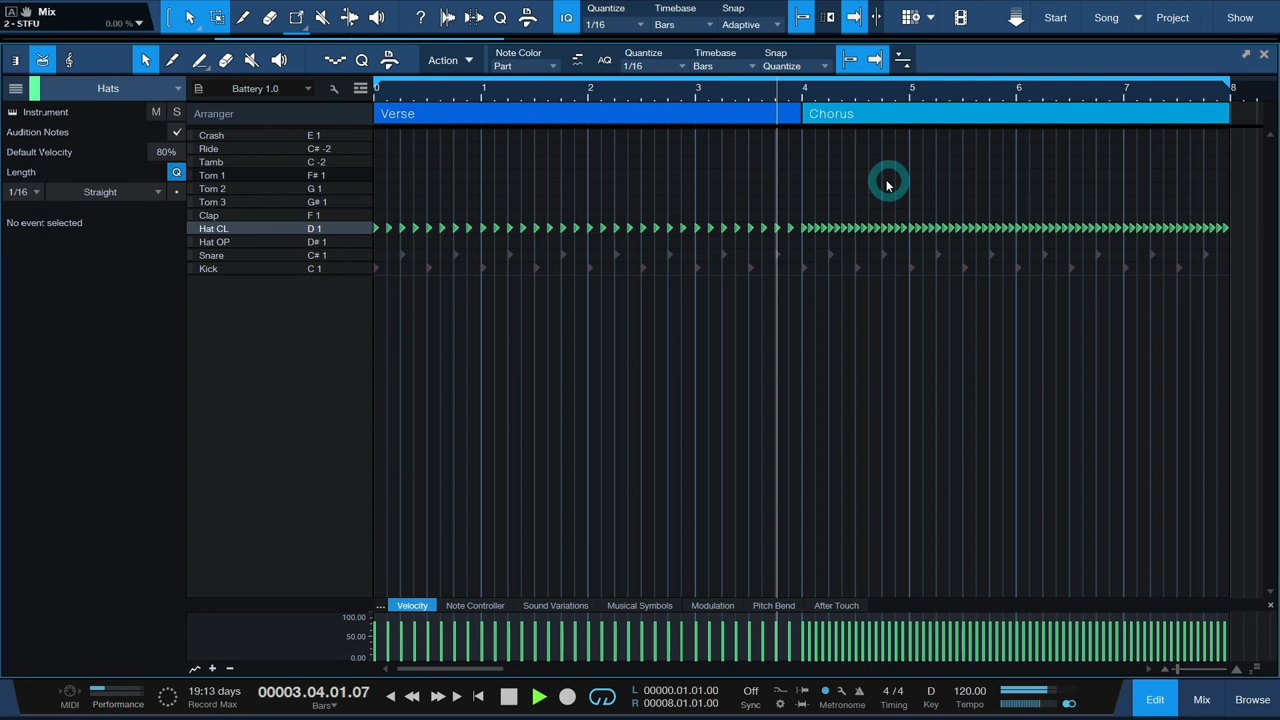 A Mix
2 - STFU 0.00 %
IQ
Quantize Timebase Snap
1/16 Bars Adaptive
Start Song Project Show
Action
Note Color
Part
AQ
Quantize Timebase Snap
1/16 Bars Quantize
Hats
Battery 1.0
0 1 2 3 4 5 6 7 8
Instrument M S
Arranger
Verse
Chorus
Audition Notes
Default Velocity 80%
Length Q
1/16 Straight
No event selected
Crash E 1
Ride C# -2
Tamb C -2
Tom 1 F# 1
Tom 2 G 1
Tom 3 G# 1
Clap F 1
Hat CL D 1
Hat OP D# 1
Snare C# 1
Kick C 1
... Velocity Note Controller Sound Variations Musical Symbols Modulation Pitch Bend After Touch
100.00
50.00
0.00
MIDI
Performance
19:13 days
Record Max
00003.04.01.07
Bars
L 00000.01.01.00
R 00008.01.01.00
Off
Sync
Metronome
4 / 4
Meter
D
Key
120.00
Tempo
Edit Mix Browse